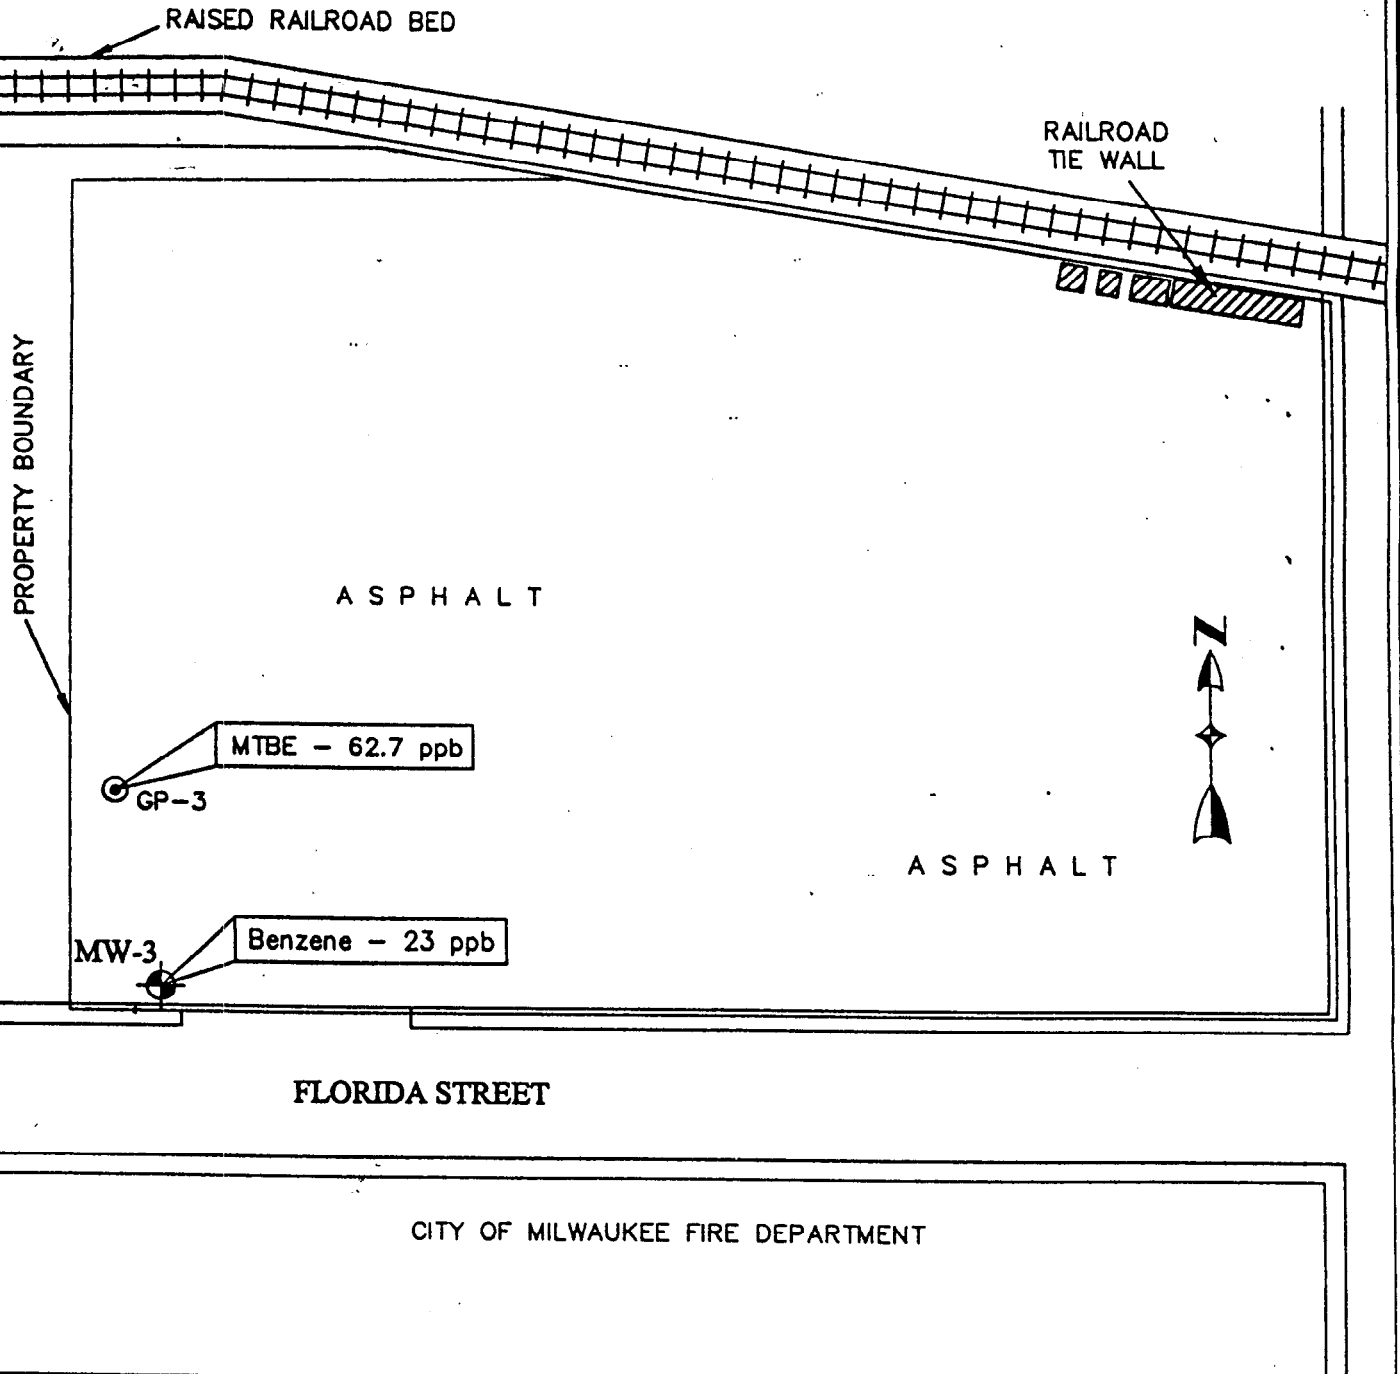 RAISED RAILROAD BED
RAILROAD
TIE WALL
PROPERTY BOUNDARY
ASPHALT
N
MTBE - 62.7 ppb
GP-3
ASPHALT
MW-3
Benzene - 23 ppb
FLORIDA STREET
CITY OF MILWAUKEE FIRE DEPARTMENT